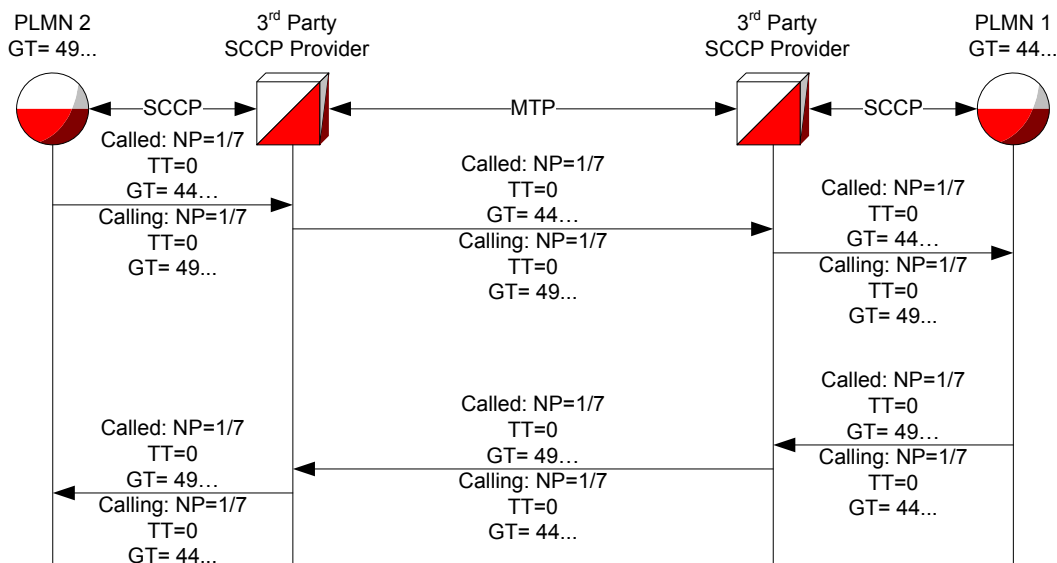 PLMN 2
GT= 49...
3rd Party
SCCP Provider
3rd Party
SCCP Provider
PLMN 1
GT= 44...
SCCP
MTP
SCCP
Called: NP=1/7
TT=0
GT= 44…
Calling: NP=1/7
TT=0
GT= 49...
Called: NP=1/7
TT=0
GT= 44…
Calling: NP=1/7
TT=0
GT= 49...
Called: NP=1/7
TT=0
GT= 44…
Calling: NP=1/7
TT=0
GT= 49...
Called: NP=1/7
TT=0
GT= 49…
Calling: NP=1/7
TT=0
GT= 44...
Called: NP=1/7
TT=0
GT= 49…
Calling: NP=1/7
TT=0
GT= 44...
Called: NP=1/7
TT=0
GT= 49…
Calling: NP=1/7
TT=0
GT= 44...